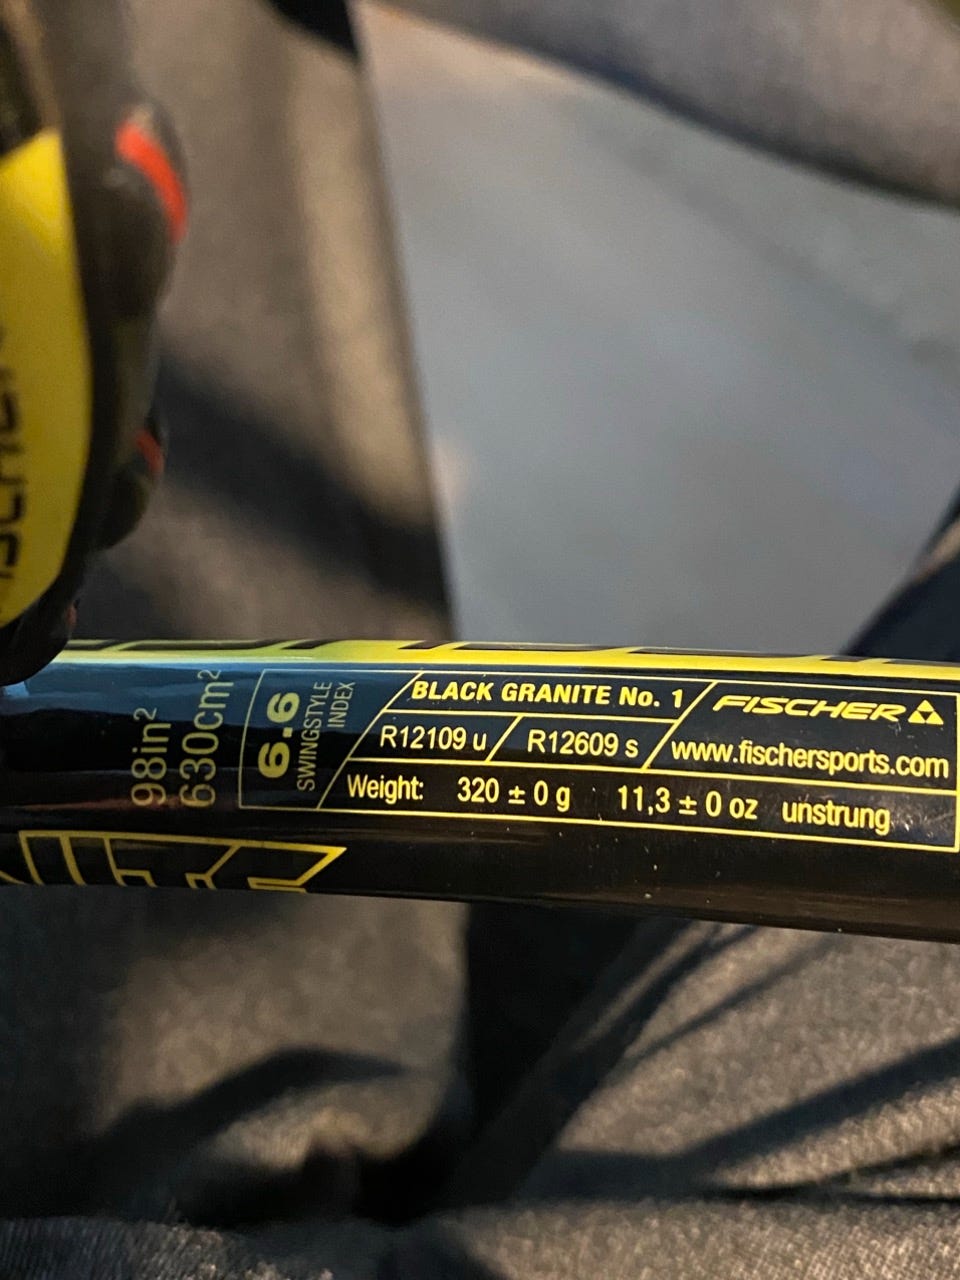 98in²
630cm²
6.6
SWINGSTYLE
INDEX
BLACK GRANITE No. 1
FISCHER
R12109 u
R12609 s
www.fischersports.com
Weight: 320 ± 0 g 11,3 ± 0 oz unstrung